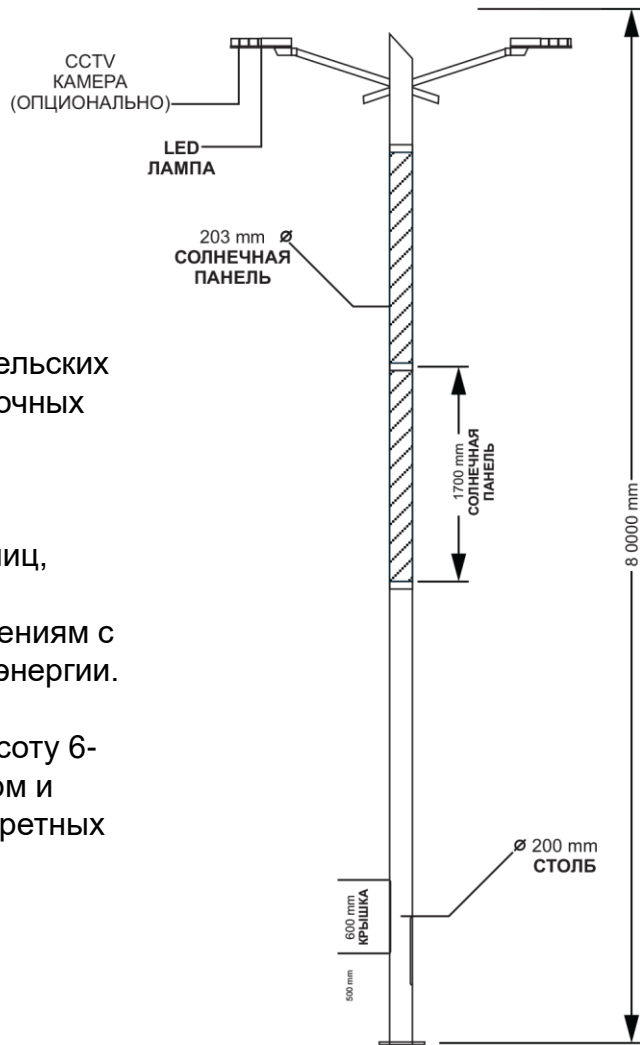 CCTV
КАМЕРА
(ОПЦИОНАЛЬНО)
LED
ЛАМПА
203 mm ⌀
СОЛНЕЧНАЯ
ПАНЕЛЬ
ельских
очных
1700 mm
СОЛНЕЧНАЯ
ПАНЕЛЬ
8 0000 mm
иц,
ениям с
энергии.
соту 6-
ом и
ретных
⌀ 200 mm
СТОЛБ
600 mm
КРЫШКА
500 mm